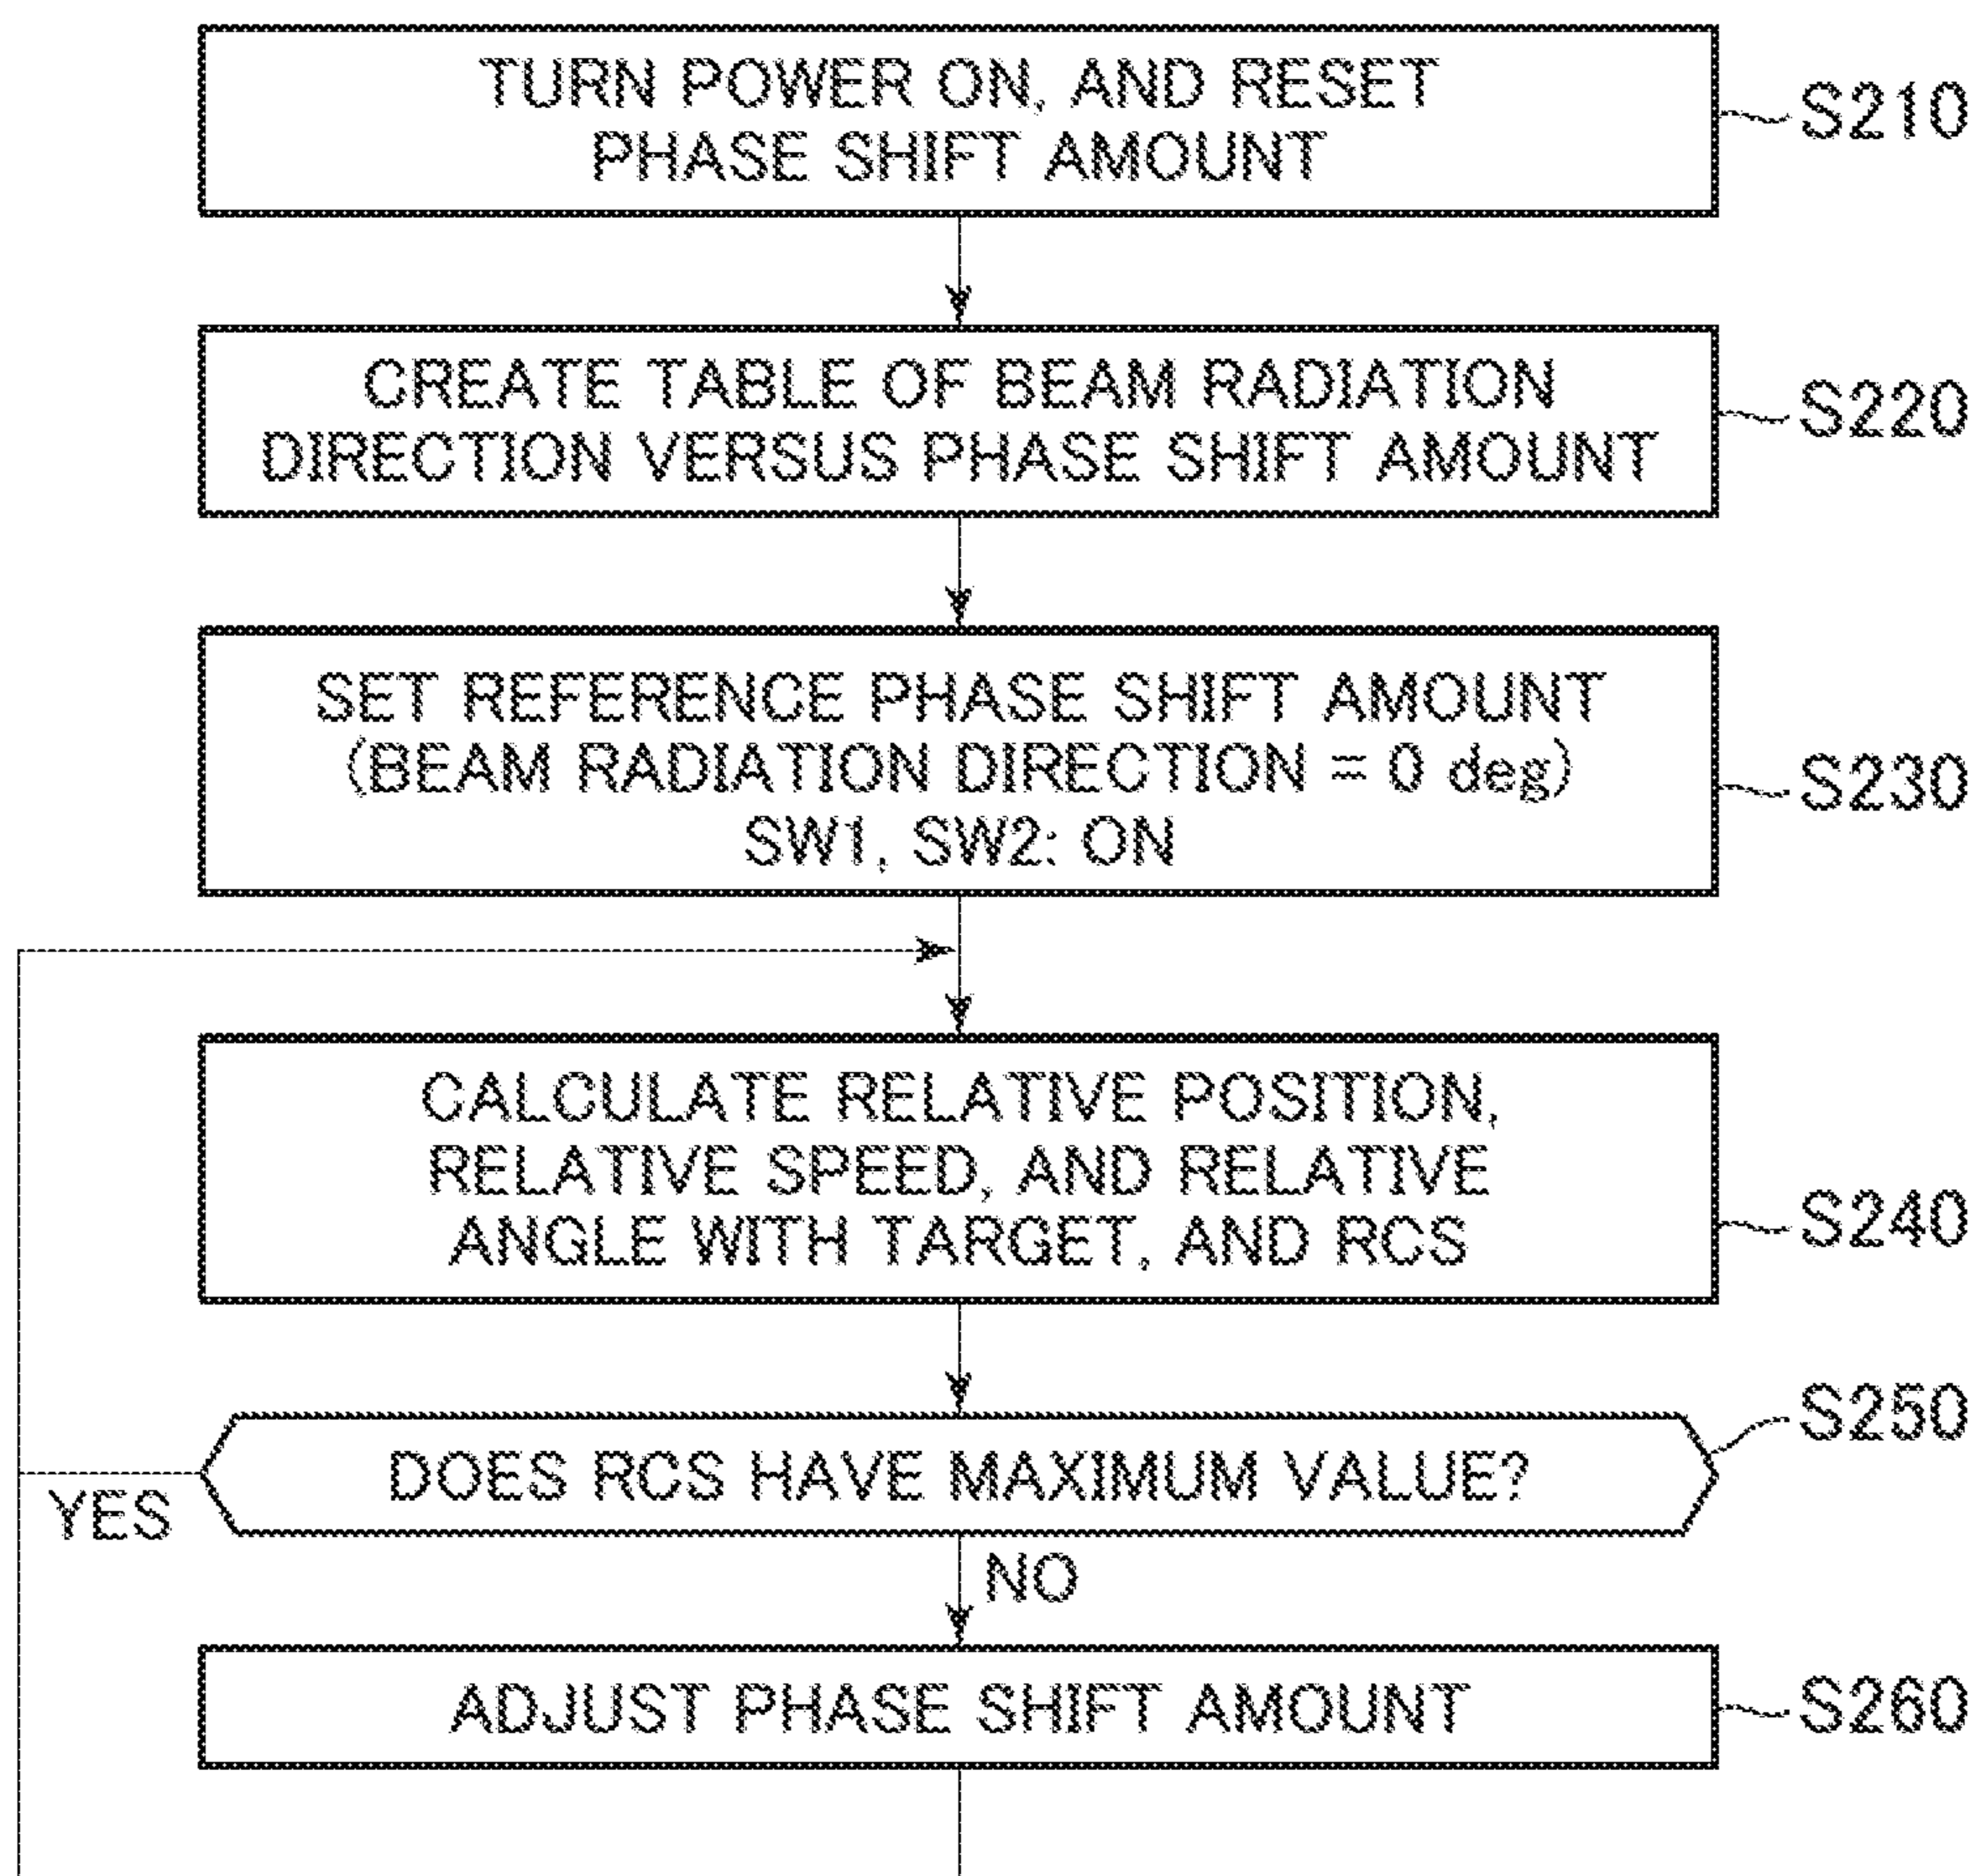 TURN POWER ON, AND RESET
PHASE SHIFT AMOUNT
S210
CREATE TABLE OF BEAM RADIATION
DIRECTION VERSUS PHASE SHIFT AMOUNT
S220
SET REFERENCE PHASE SHIFT AMOUNT
(BEAM RADIATION DIRECTION = 0 deg)
SW1, SW2: ON
S230
CALCULATE RELATIVE POSITION,
RELATIVE SPEED, AND RELATIVE
ANGLE WITH TARGET, AND RCS
S240
DOES RCS HAVE MAXIMUM VALUE?
S250
YES
NO
ADJUST PHASE SHIFT AMOUNT
S260